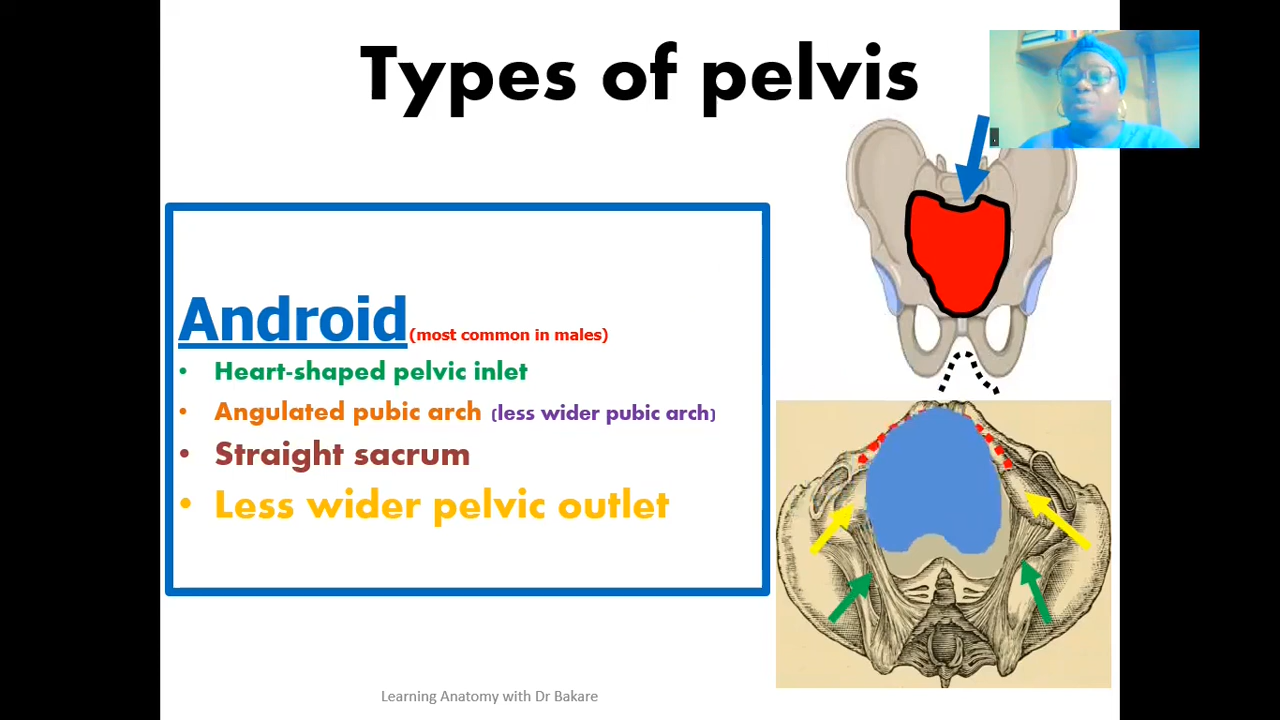 Types of pelvis
Android(most common in males)
• Heart-shaped pelvic inlet
• Angulated pubic arch (less wider pubic arch)
• Straight sacrum
• Less wider pelvic outlet
Learning Anatomy with Dr Bakare